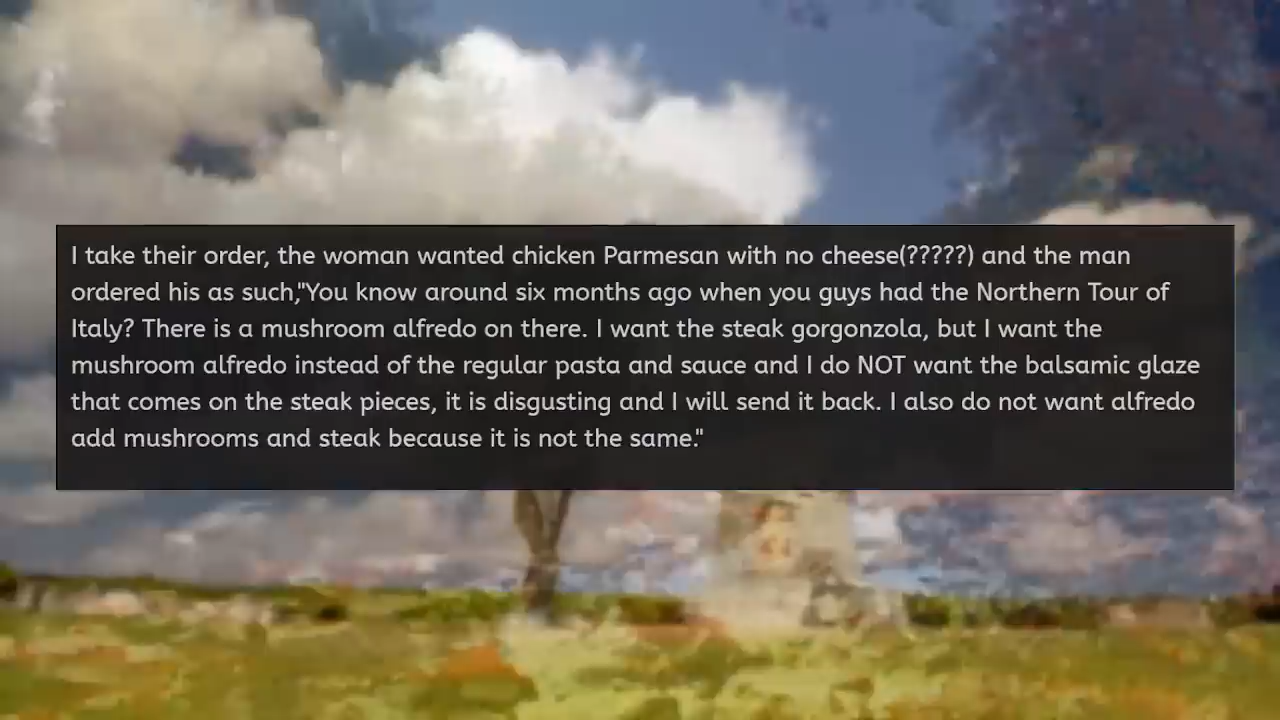 I take their order, the woman wanted chicken Parmesan with no cheese(?????) and the man
ordered his as such,"You know around six months ago when you guys had the Northern Tour of
Italy? There is a mushroom alfredo on there. I want the steak gorgonzola, but I want the
mushroom alfredo instead of the regular pasta and sauce and I do NOT want the balsamic glaze
that comes on the steak pieces, it is disgusting and I will send it back. I also do not want alfredo
add mushrooms and steak because it is not the same."